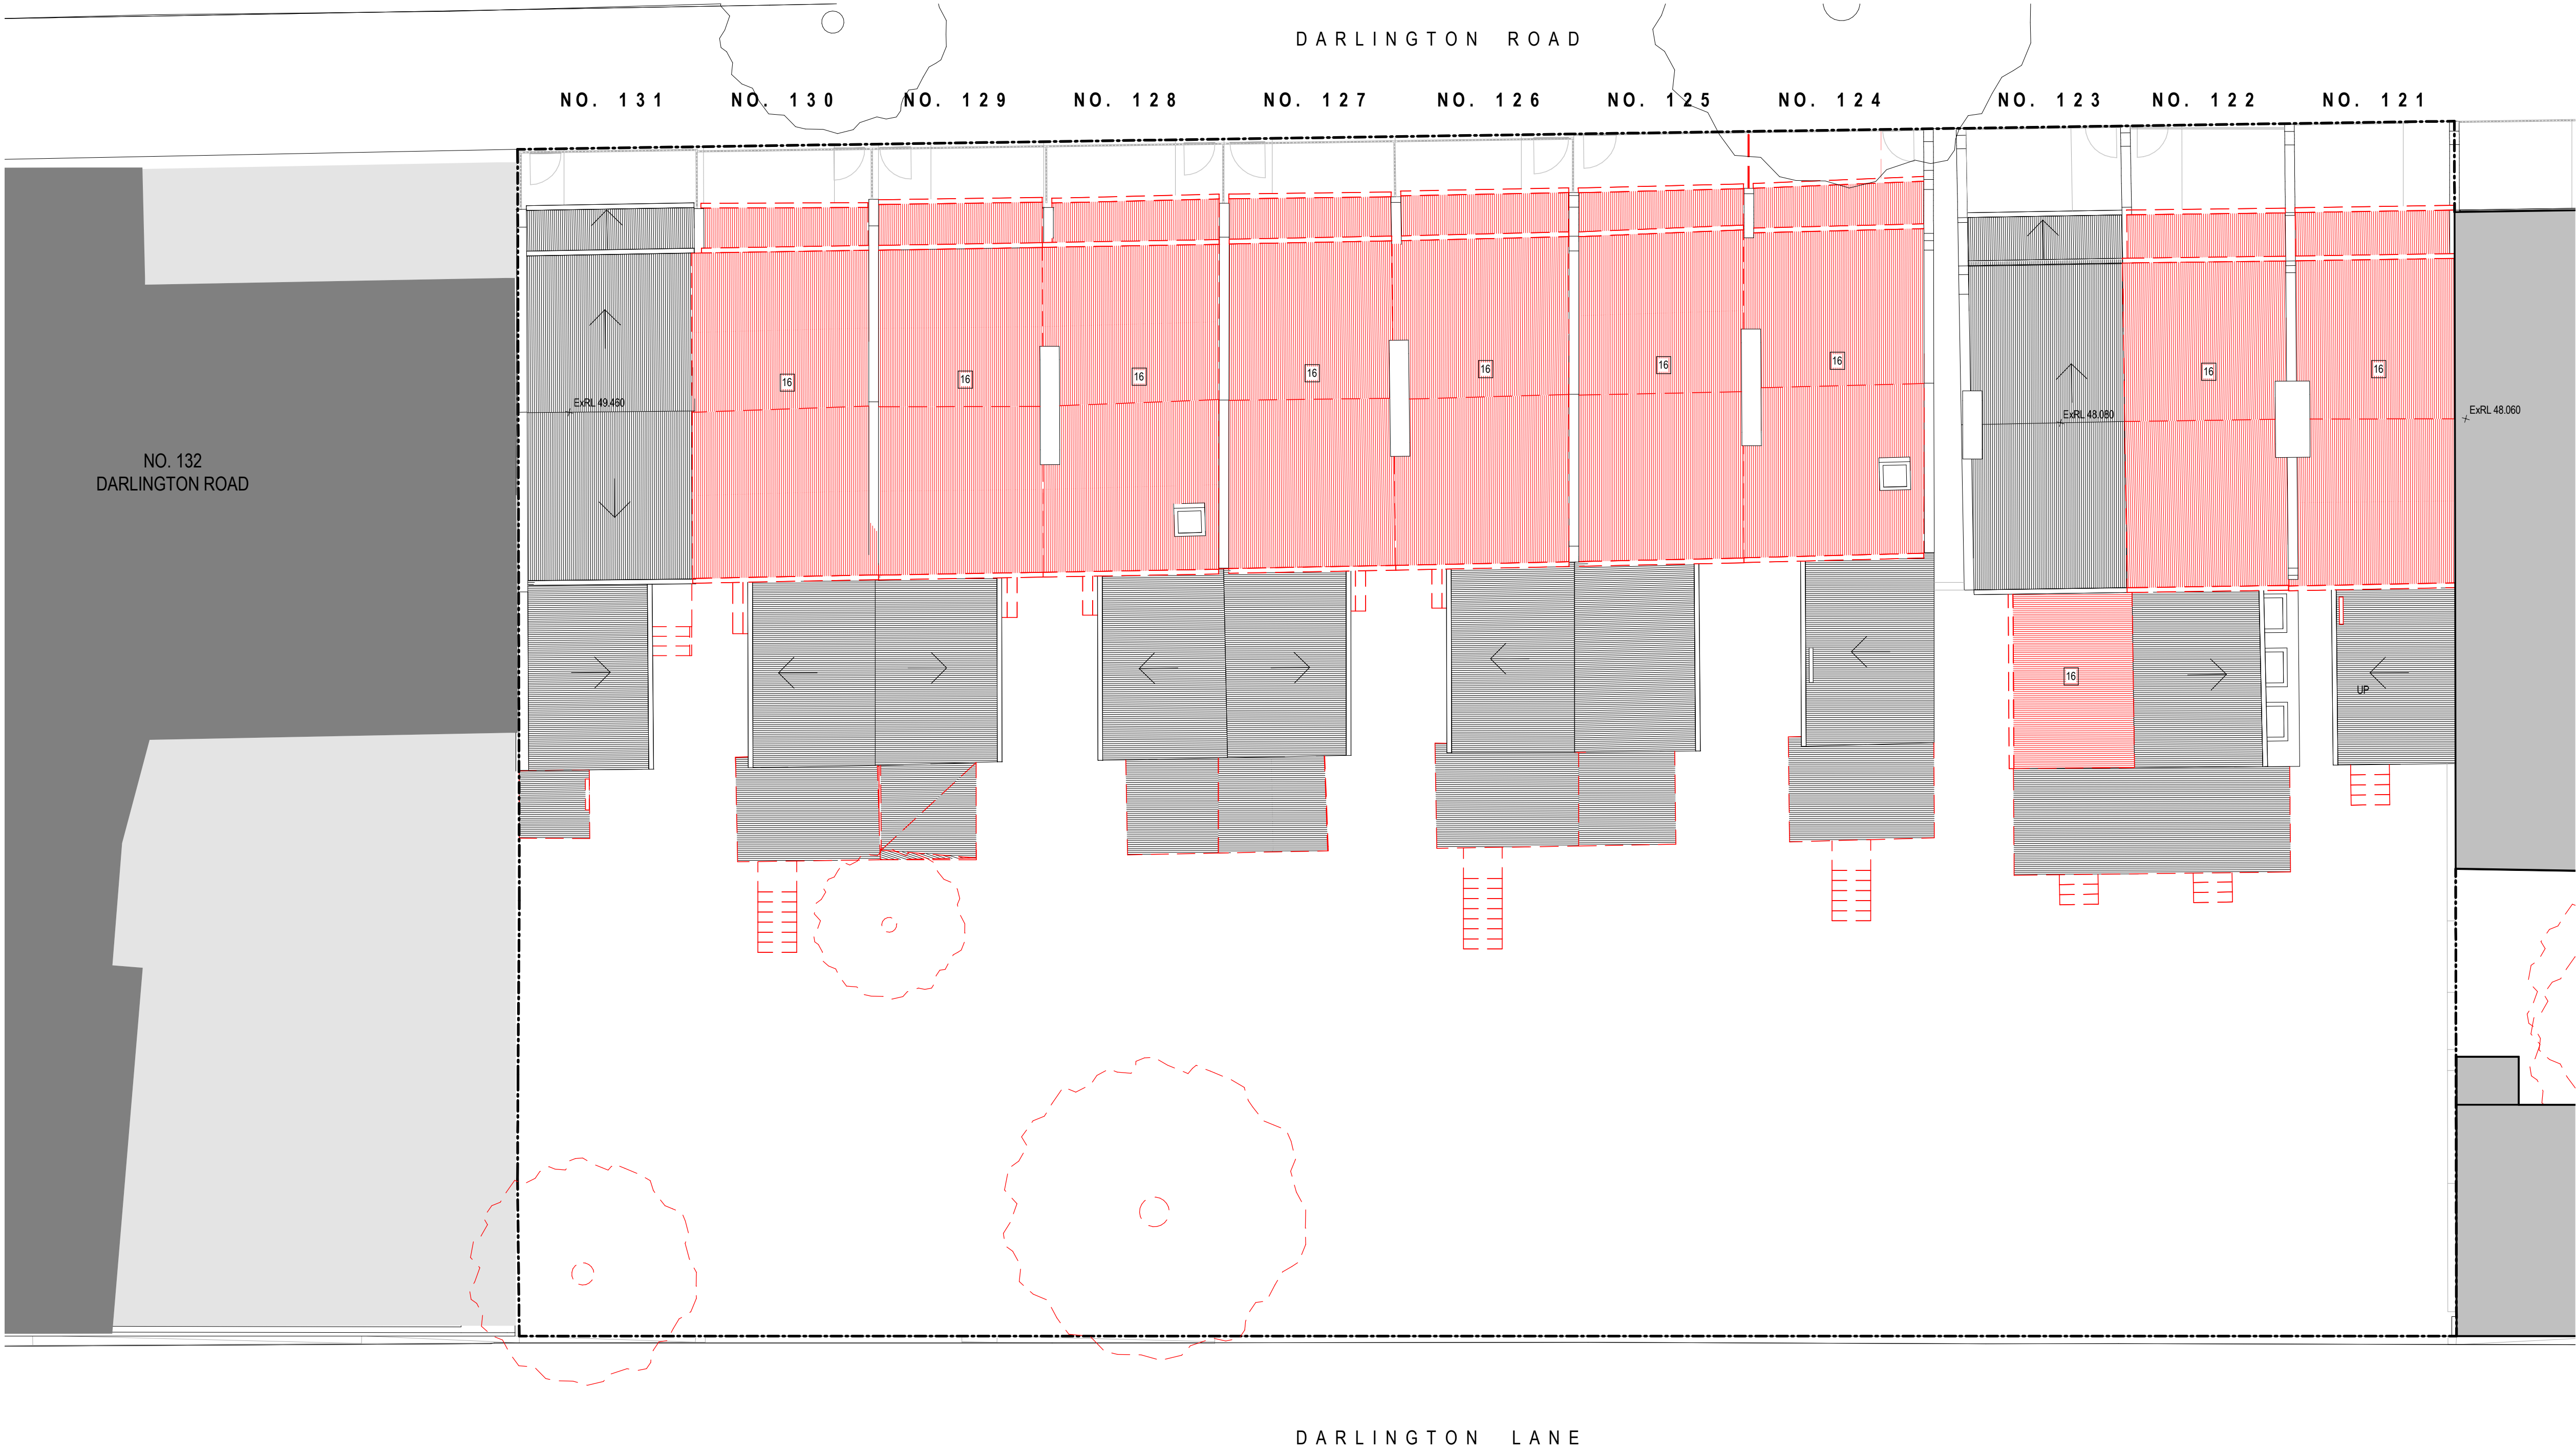 DARLINGTON ROAD
NO. 131
NO. 130
NO. 129
NO. 128
NO. 127
NO. 126
NO. 125
NO. 124
NO. 123
NO. 122
NO. 121
16
16
16
16
16
16
16
16
16
ExRL 49.460
ExRL 48.080
ExRL 48.060
NO. 132
DARLINGTON ROAD
16
UP
DARLINGTON LANE